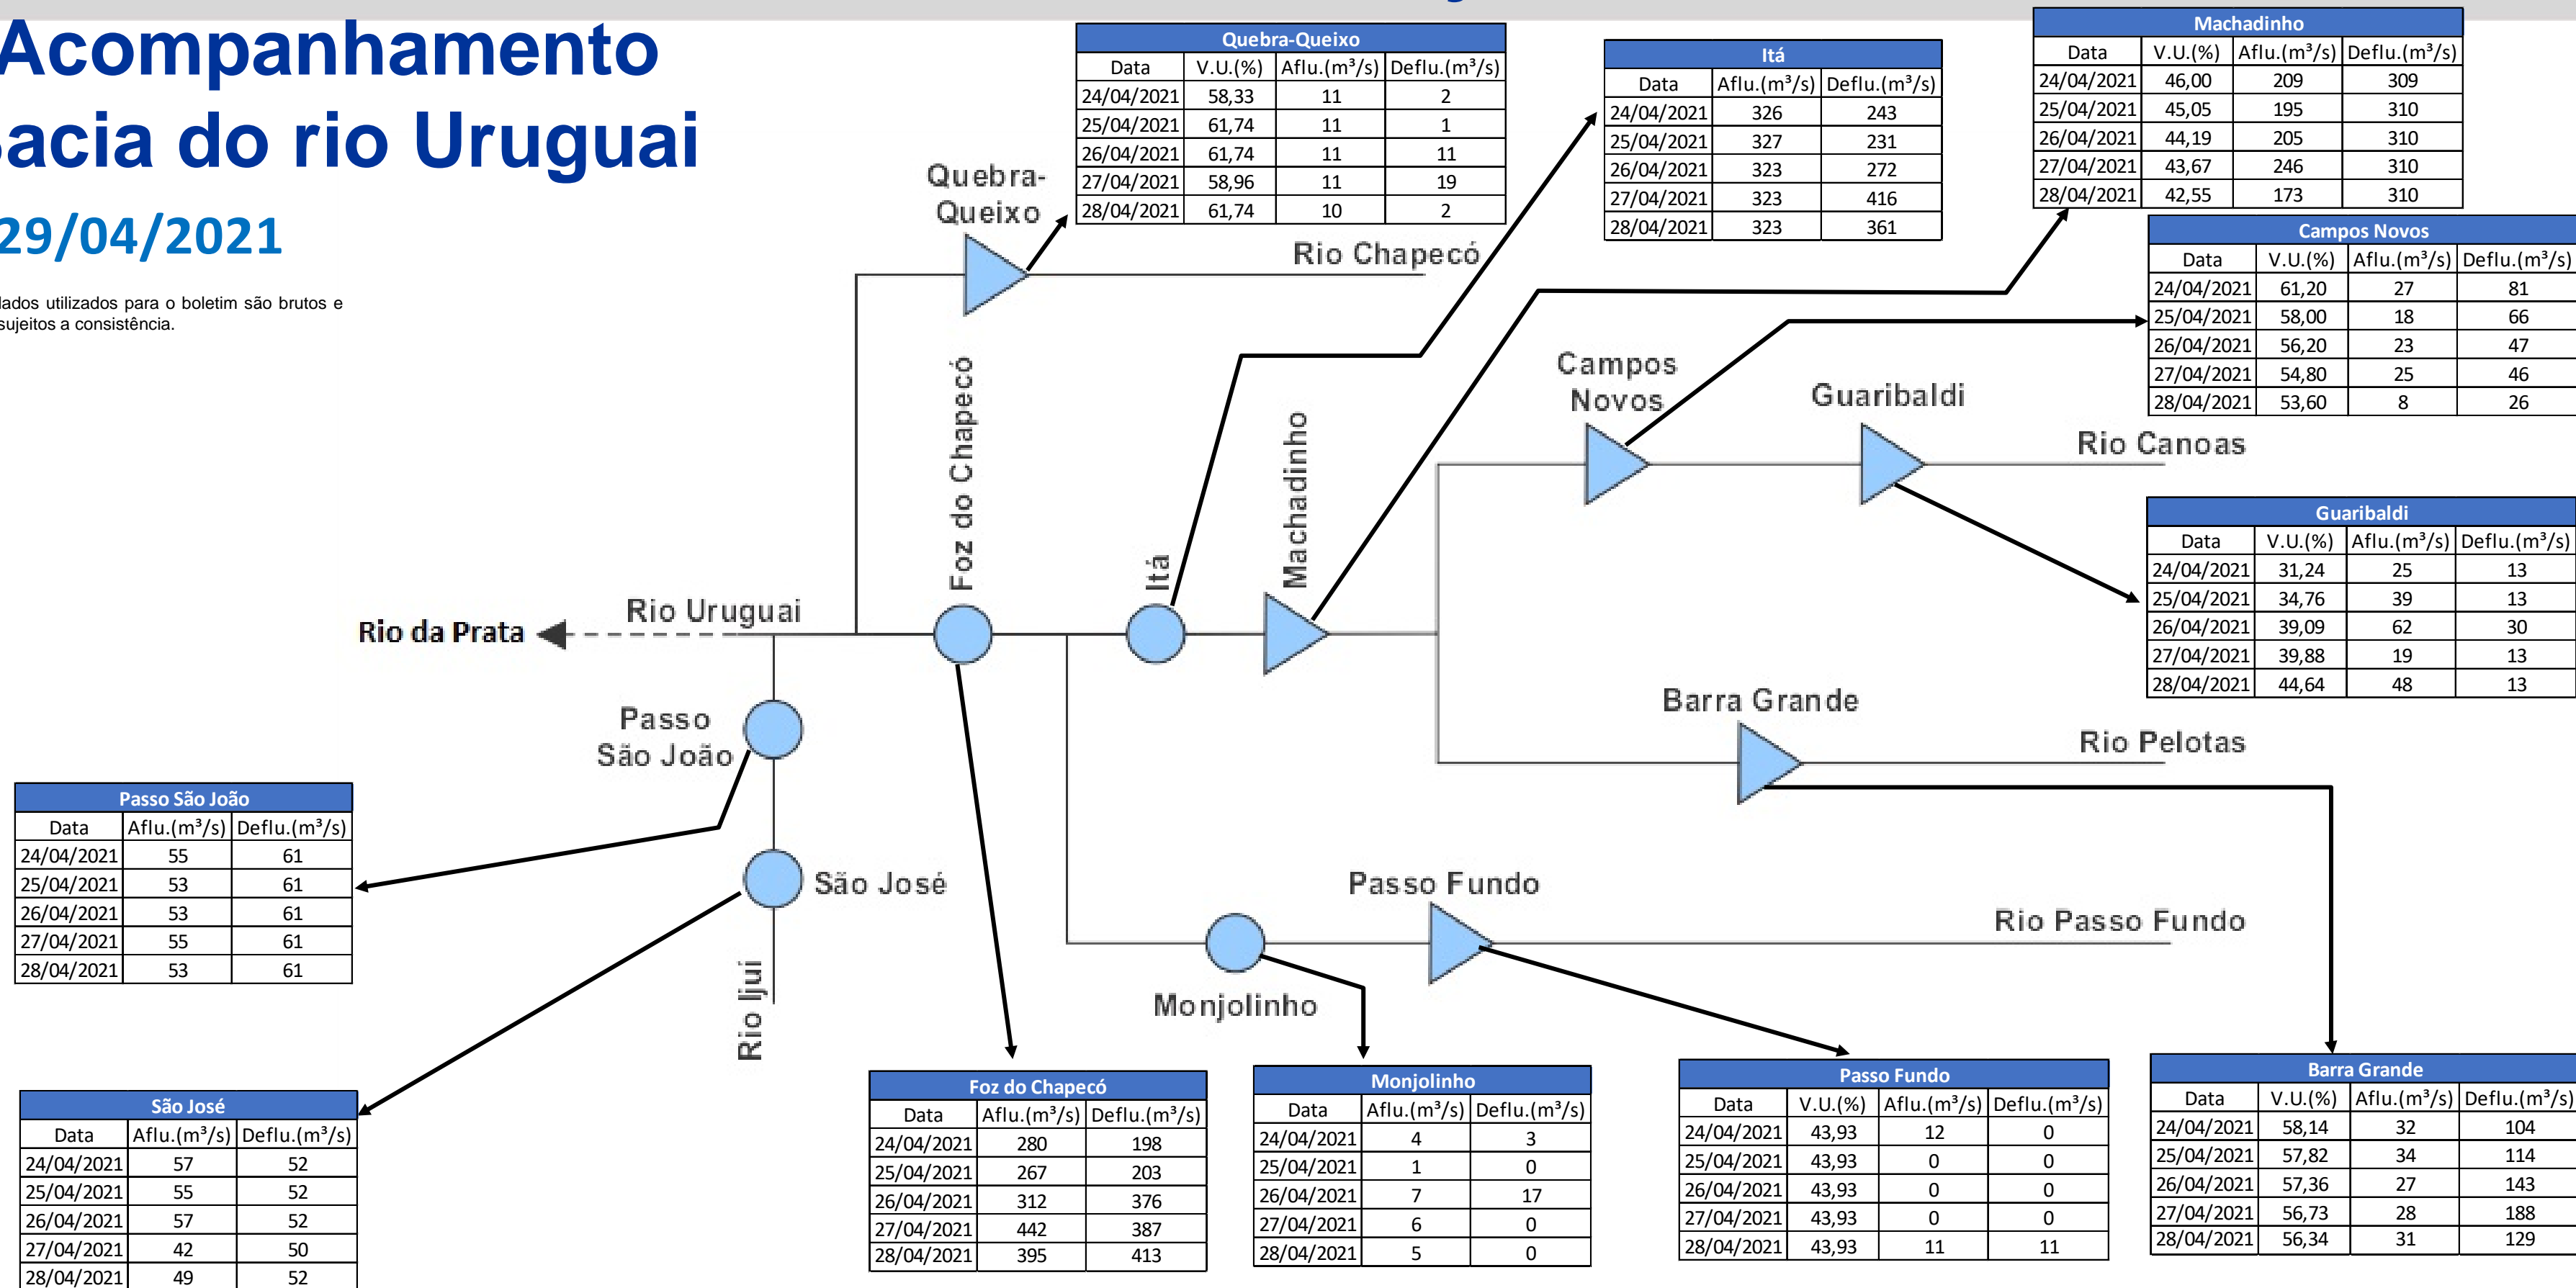 Acompanhamento
acia do rio Uruguai
29/04/2021
lados utilizados para o boletim são brutos e
sujeitos a consistência.
Quebra-Queixo
Data V.U.(%) Aflu.(m³/s) Deflu.(m³/s)
24/04/2021 58,33 11 2
25/04/2021 61,74 11 1
26/04/2021 61,74 11 11
27/04/2021 58,96 11 19
28/04/2021 61,74 10 2
Itá
Data Aflu.(m³/s) Deflu.(m³/s)
24/04/2021 326 243
25/04/2021 327 231
26/04/2021 323 272
27/04/2021 323 416
28/04/2021 323 361
Machadinho
Data V.U.(%) Aflu.(m³/s) Deflu.(m³/s)
24/04/2021 46,00 209 309
25/04/2021 45,05 195 310
26/04/2021 44,19 205 310
27/04/2021 43,67 246 310
28/04/2021 42,55 173 310
Campos Novos
Data V.U.(%) Aflu.(m³/s) Deflu.(m³/s)
24/04/2021 61,20 27 81
25/04/2021 58,00 18 66
26/04/2021 56,20 23 47
27/04/2021 54,80 25 46
28/04/2021 53,60 8 26
Quebra-
Queixo
Rio Chapecó
Foz do Chapecó
Itá
Machadinho
Campos
Novos
Guaribaldi
Rio Canoas
Guaribaldi
Data V.U.(%) Aflu.(m³/s) Deflu.(m³/s)
24/04/2021 31,24 25 13
25/04/2021 34,76 39 13
26/04/2021 39,09 62 30
27/04/2021 39,88 19 13
28/04/2021 44,64 48 13
Rio da Prata
Rio Uruguai
Passo
São João
Barra Grande
Rio Pelotas
São José
Rio Ijuí
Passo Fundo
Rio Passo Fundo
Monjolinho
Passo São João
Data Aflu.(m³/s) Deflu.(m³/s)
24/04/2021 55 61
25/04/2021 53 61
26/04/2021 53 61
27/04/2021 55 61
28/04/2021 53 61
São José
Data Aflu.(m³/s) Deflu.(m³/s)
24/04/2021 57 52
25/04/2021 55 52
26/04/2021 57 52
27/04/2021 42 50
28/04/2021 49 52
Foz do Chapecó
Data Aflu.(m³/s) Deflu.(m³/s)
24/04/2021 280 198
25/04/2021 267 203
26/04/2021 312 376
27/04/2021 442 387
28/04/2021 395 413
Monjolinho
Data Aflu.(m³/s) Deflu.(m³/s)
24/04/2021 4 3
25/04/2021 1 0
26/04/2021 7 17
27/04/2021 6 0
28/04/2021 5 0
Passo Fundo
Data V.U.(%) Aflu.(m³/s) Deflu.(m³/s)
24/04/2021 43,93 12 0
25/04/2021 43,93 0 0
26/04/2021 43,93 0 0
27/04/2021 43,93 0 0
28/04/2021 43,93 11 11
Barra Grande
Data V.U.(%) Aflu.(m³/s) Deflu.(m³/s)
24/04/2021 58,14 32 104
25/04/2021 57,82 34 114
26/04/2021 57,36 27 143
27/04/2021 56,73 28 188
28/04/2021 56,34 31 129